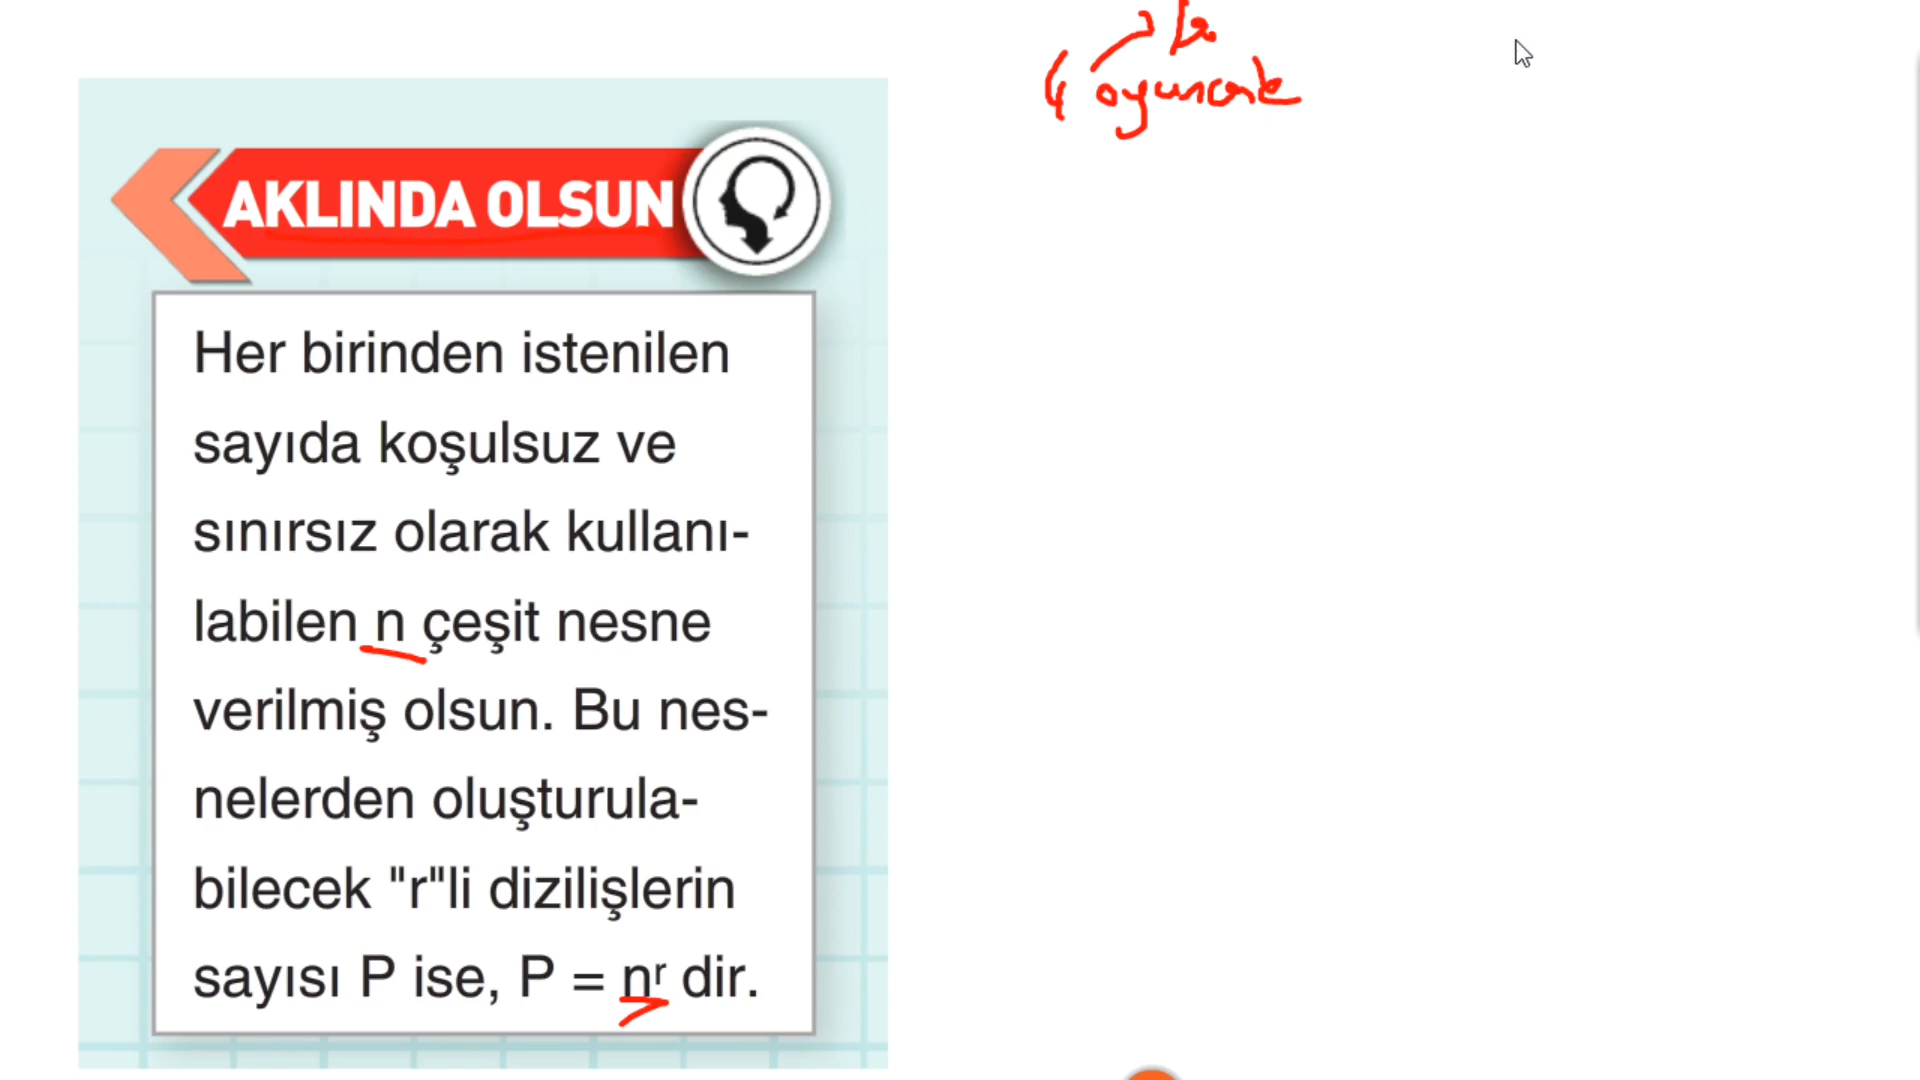 4 oyuncak
AKLINDA OLSUN
Her birinden istenilen
sayıda koşulsuz ve
sınırsız olarak kullanı-
labilen n çeşit nesne
verilmiş olsun. Bu nes-
nelerden oluşturula-
bilecek "r"li dizilişlerin
sayısı P ise, P = nʳ dir.